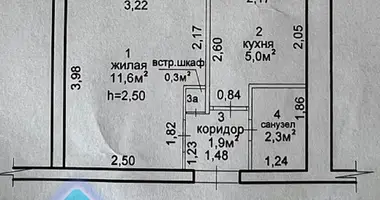 3,22
2,17
1
жилая
11,6м²
h=2,50
3,98
2,17
2,60
2
кухня
5,0м²
2,05
встр.шкаф
0,3м²
3а
0,84
3
коридор
1,9м²
1,48
1,82
1,23
4
санузел
2,3м²
1,86
1,24
2,50